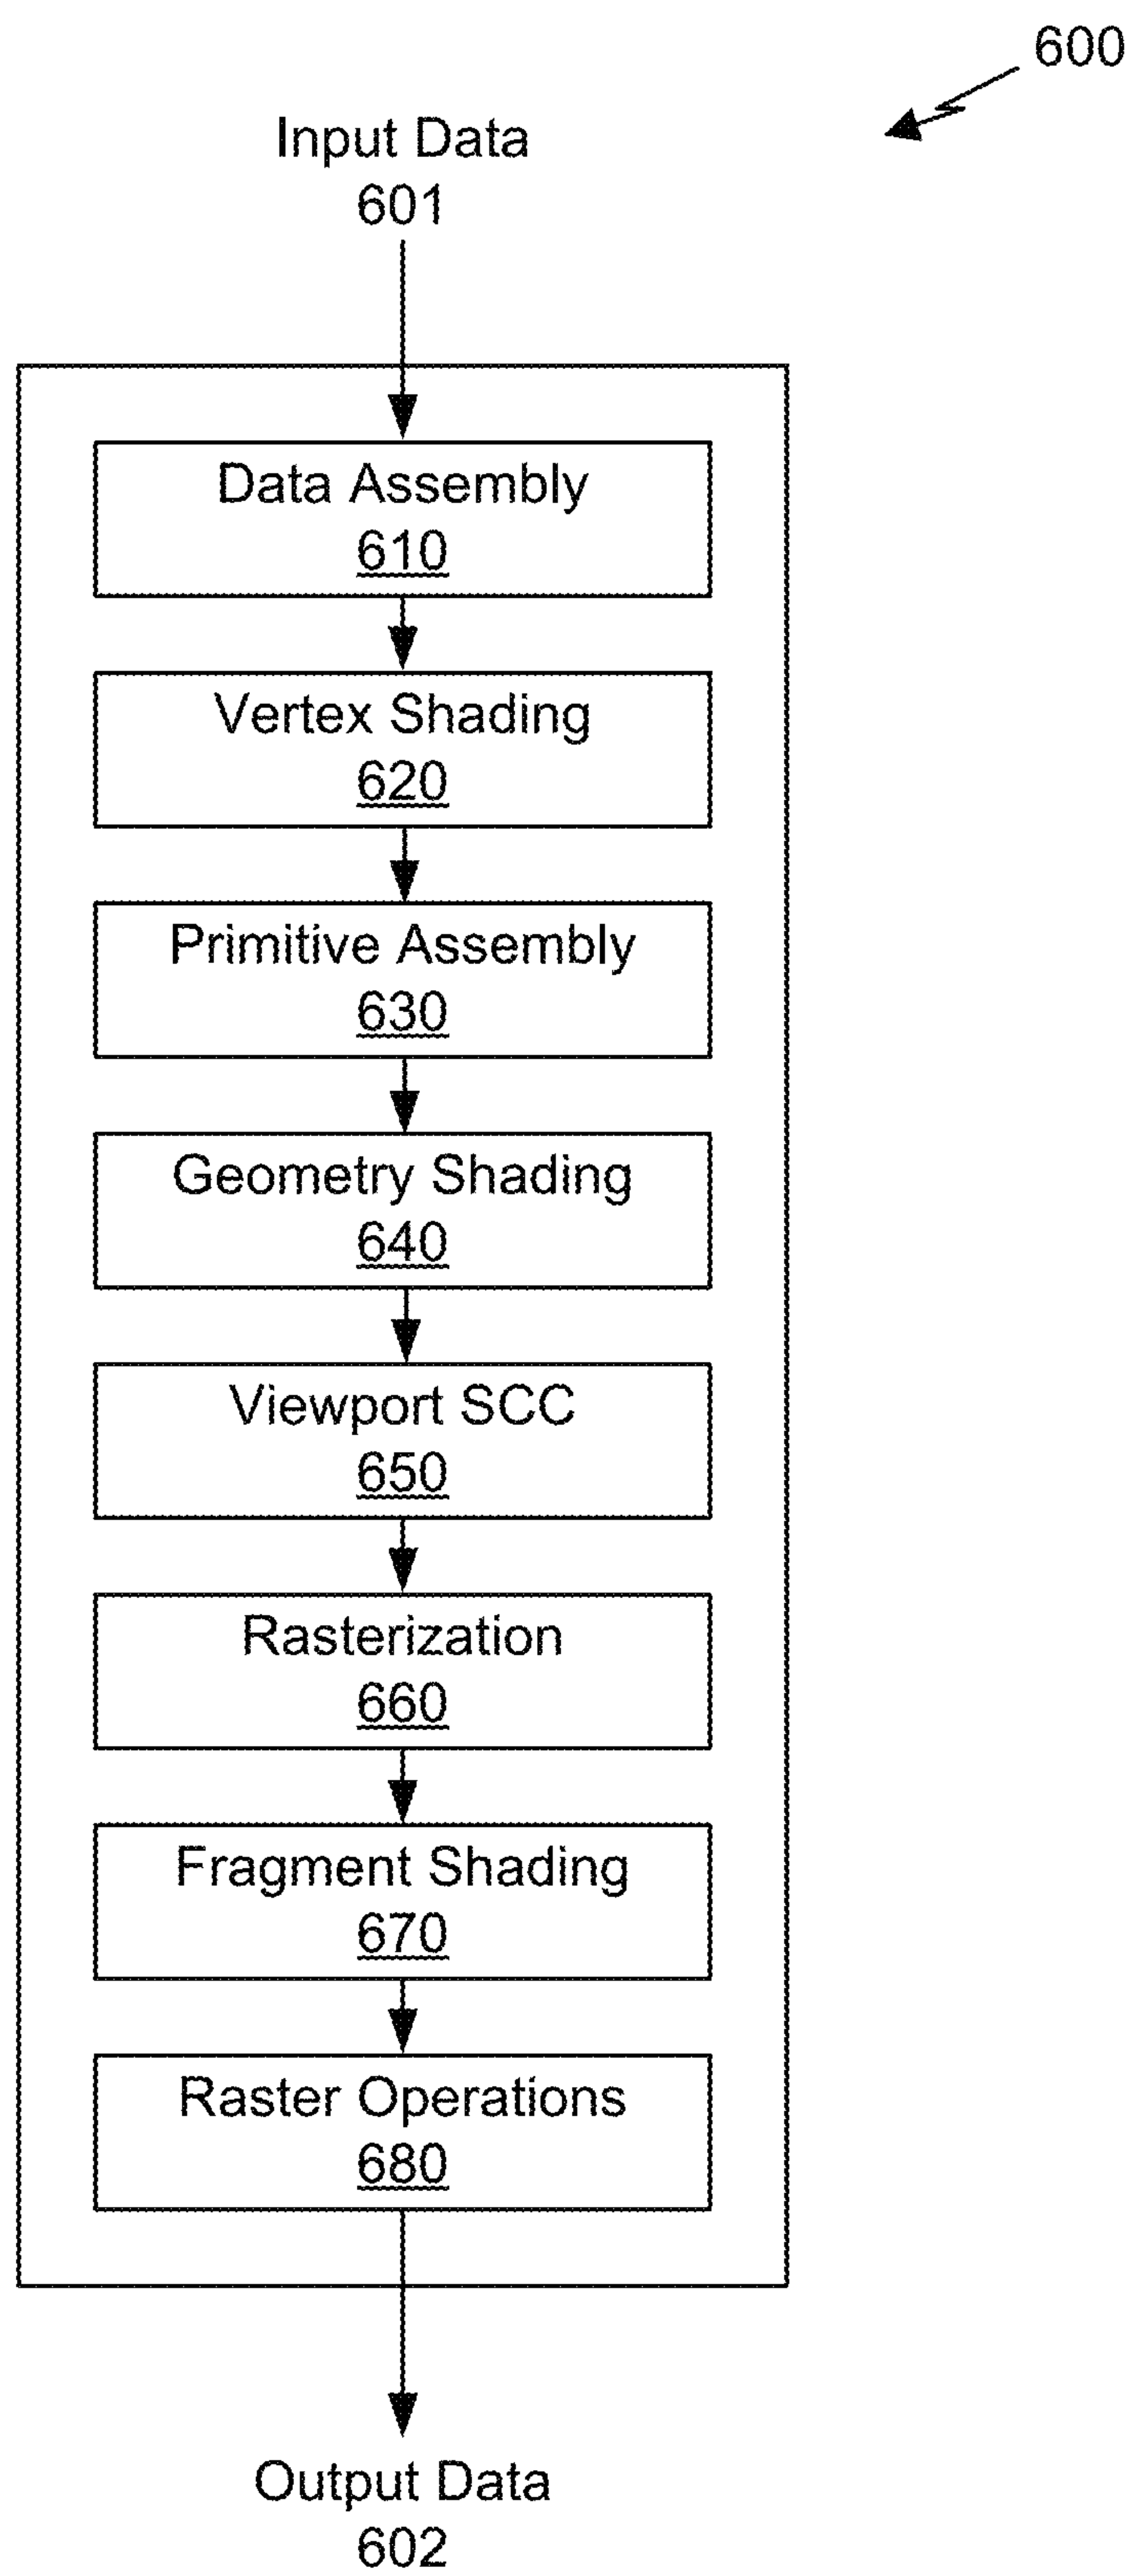 600
Input Data
601
Data Assembly
610
Vertex Shading
620
Primitive Assembly
630
Geometry Shading
640
Viewport SCC
650
Rasterization
660
Fragment Shading
670
Raster Operations
680
Output Data
602